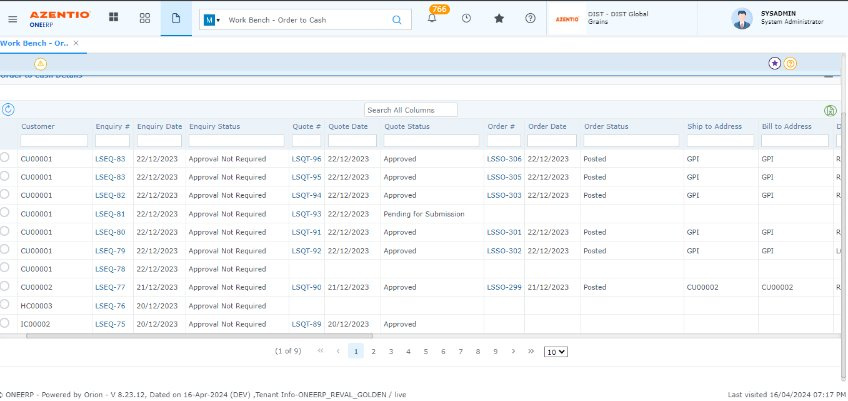 AZENTIO
ONEERP
M Work Bench - Order to Cash
766
AZENTIO
DIST - DIST Global Grains
SYSADMIN
System Administrator
Work Bench - Or.. ×
Order to Cash Details
Search All Columns
Customer Enquiry # Enquiry Date Enquiry Status Quote # Quote Date Quote Status Order # Order Date Order Status Ship to Address Bill to Address D
CU00001 LSEQ-83 22/12/2023 Approval Not Required LSQT-96 22/12/2023 Approved LSSO-306 22/12/2023 Posted GPI GPI R
CU00001 LSEQ-83 22/12/2023 Approval Not Required LSQT-95 22/12/2023 Approved LSSO-305 22/12/2023 Posted GPI GPI R
CU00001 LSEQ-82 22/12/2023 Approval Not Required LSQT-94 22/12/2023 Approved LSSO-303 22/12/2023 Posted GPI GPI R
CU00001 LSEQ-81 22/12/2023 Approval Not Required LSQT-93 22/12/2023 Pending for Submission
CU00001 LSEQ-80 22/12/2023 Approval Not Required LSQT-91 22/12/2023 Approved LSSO-301 22/12/2023 Posted GPI GPI R
CU00001 LSEQ-79 22/12/2023 Approval Not Required LSQT-92 22/12/2023 Approved LSSO-302 22/12/2023 Posted GPI GPI L
CU00001 LSEQ-78 22/12/2023 Approval Not Required
CU00002 LSEQ-77 21/12/2023 Approval Not Required LSQT-90 21/12/2023 Approved LSSO-299 21/12/2023 Posted CU00002 CU00002 R
HC00003 LSEQ-76 20/12/2023 Approval Not Required
IC00002 LSEQ-75 20/12/2023 Approval Not Required LSQT-89 20/12/2023 Approved
(1 of 9) 1 2 3 4 5 6 7 8 9 10
© ONEERP - Powered by Orion - V 8.23.12, Dated on 16-Apr-2024 (DEV) ,Tenant Info-ONEERP_REVAL_GOLDEN / live
Last visited 16/04/2024 07:17 PM